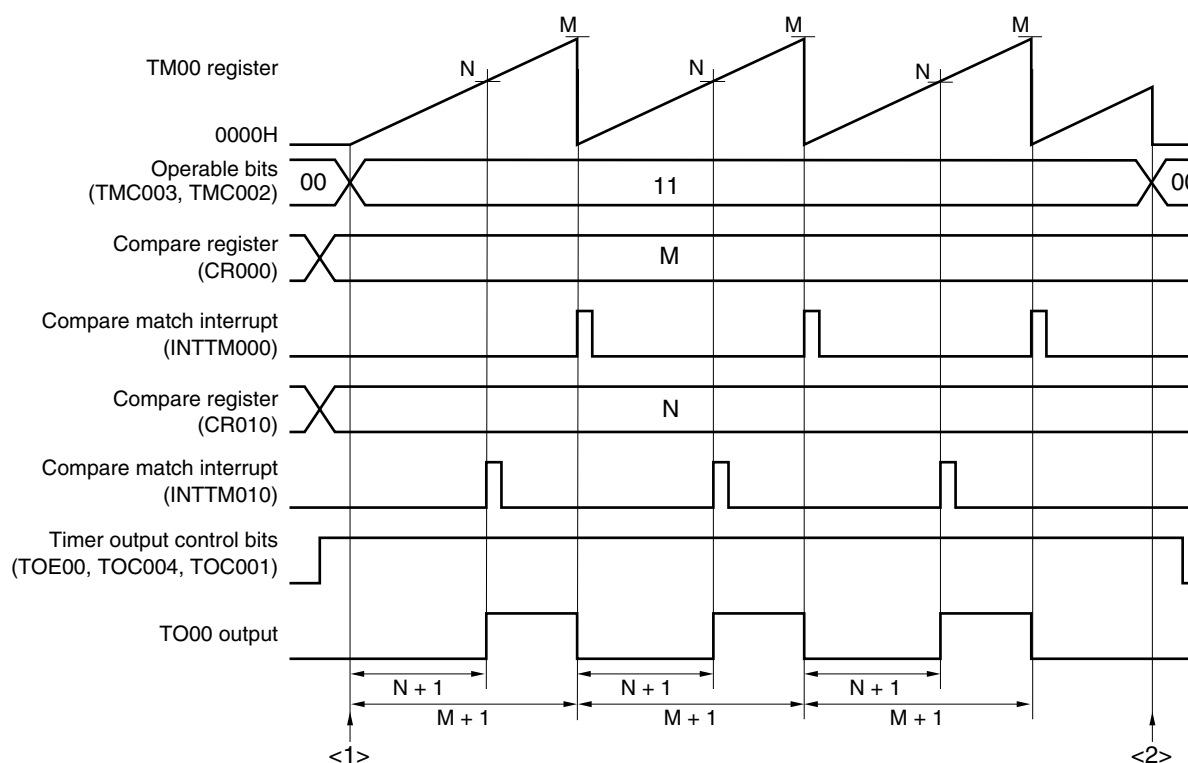 M
M
M
TM00 register
N
N
N
0000H
Operable bits
(TMC003, TMC002)
00
11
00
Compare register
(CR000)
M
Compare match interrupt
(INTTM000)
Compare register
(CR010)
N
Compare match interrupt
(INTTM010)
Timer output control bits
(TOE00, TOC004, TOC001)
TO00 output
N + 1
N + 1
N + 1
M + 1
M + 1
M + 1
<1>
<2>